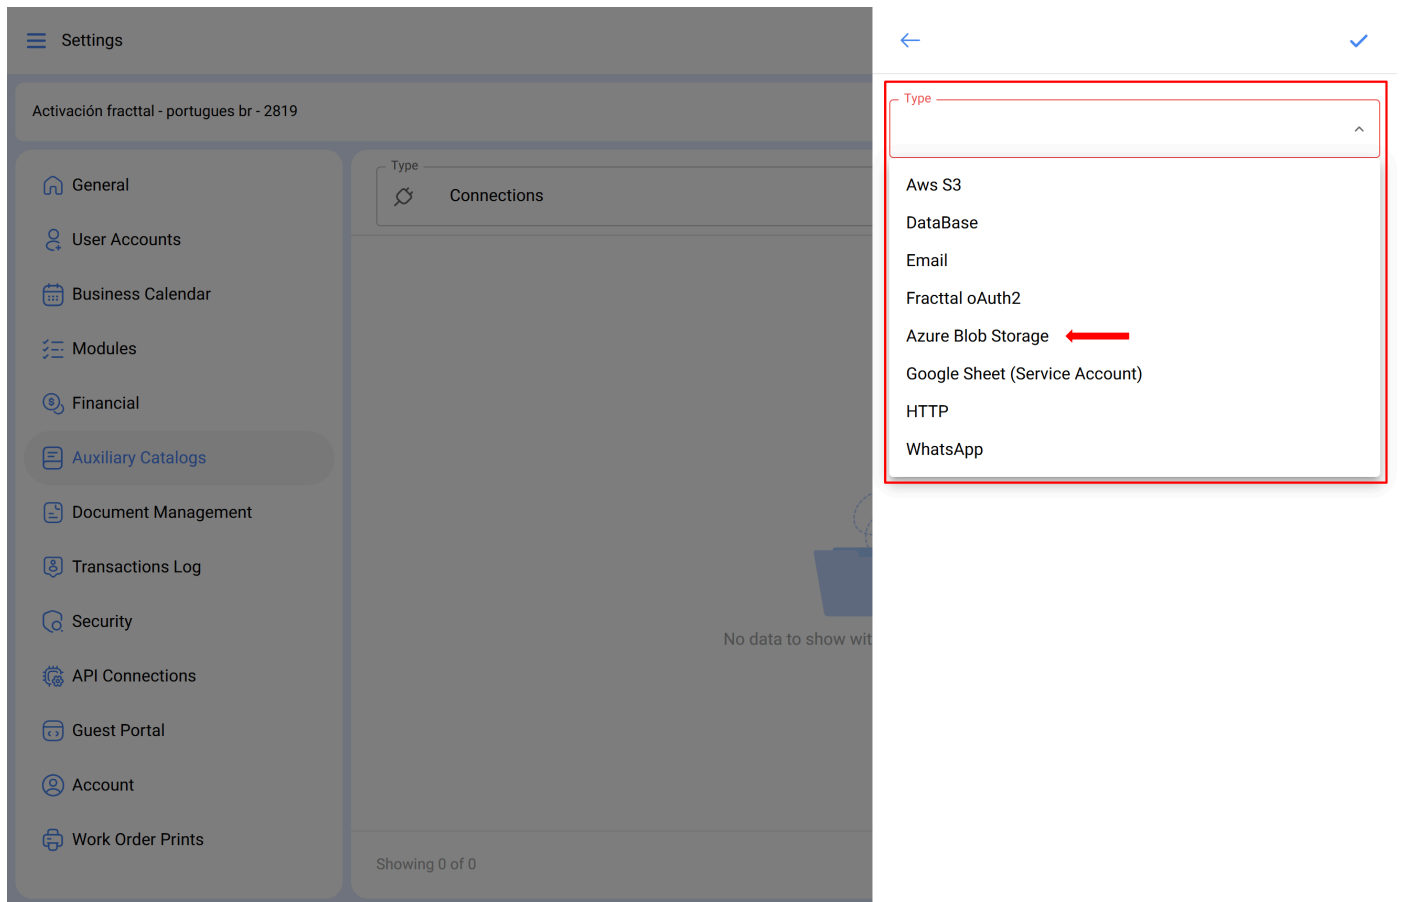 Settings
Activación fracttal - portugues br - 2819
General
User Accounts
Business Calendar
Modules
Financial
Auxiliary Catalogs
Document Management
Transactions Log
Security
API Connections
Guest Portal
Account
Work Order Prints
Type
Connections
No data to show
Showing 0 of 0
Type
Aws S3
DataBase
Email
Fracttal oAuth2
Azure Blob Storage
Google Sheet (Service Account)
HTTP
WhatsApp